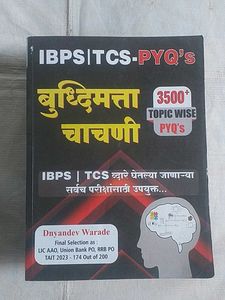 IBPS|TCS-PYQ's
बुध्दिमत्ता
चाचणी
3500+
TOPIC WISE
PYQ's
IBPS | TCS व्दारे घेतल्या जाणाऱ्या
सर्वच परीक्षांसाठी उपयुक्त...
Dnyandev Warade
Final Selection as :
LIC AAO, Union Bank PO, RRB PO
TAIT 2023 - 174 Out of 200